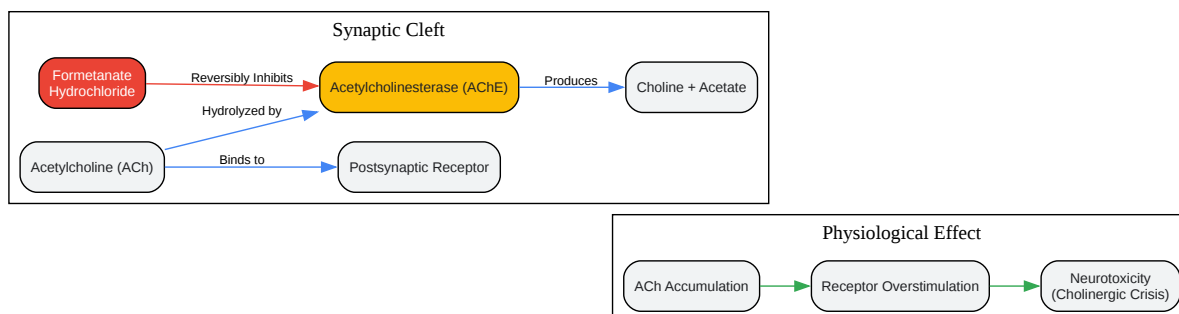 Synaptic Cleft
Formetanate
Hydrochloride
Reversibly Inhibits
Acetylcholinesterase (AChE)
Produces
Choline + Acetate
Hydrolyzed by
Acetylcholine (ACh)
Binds to
Postsynaptic Receptor
Physiological Effect
ACh Accumulation
Receptor Overstimulation
Neurotoxicity
(Cholinergic Crisis)